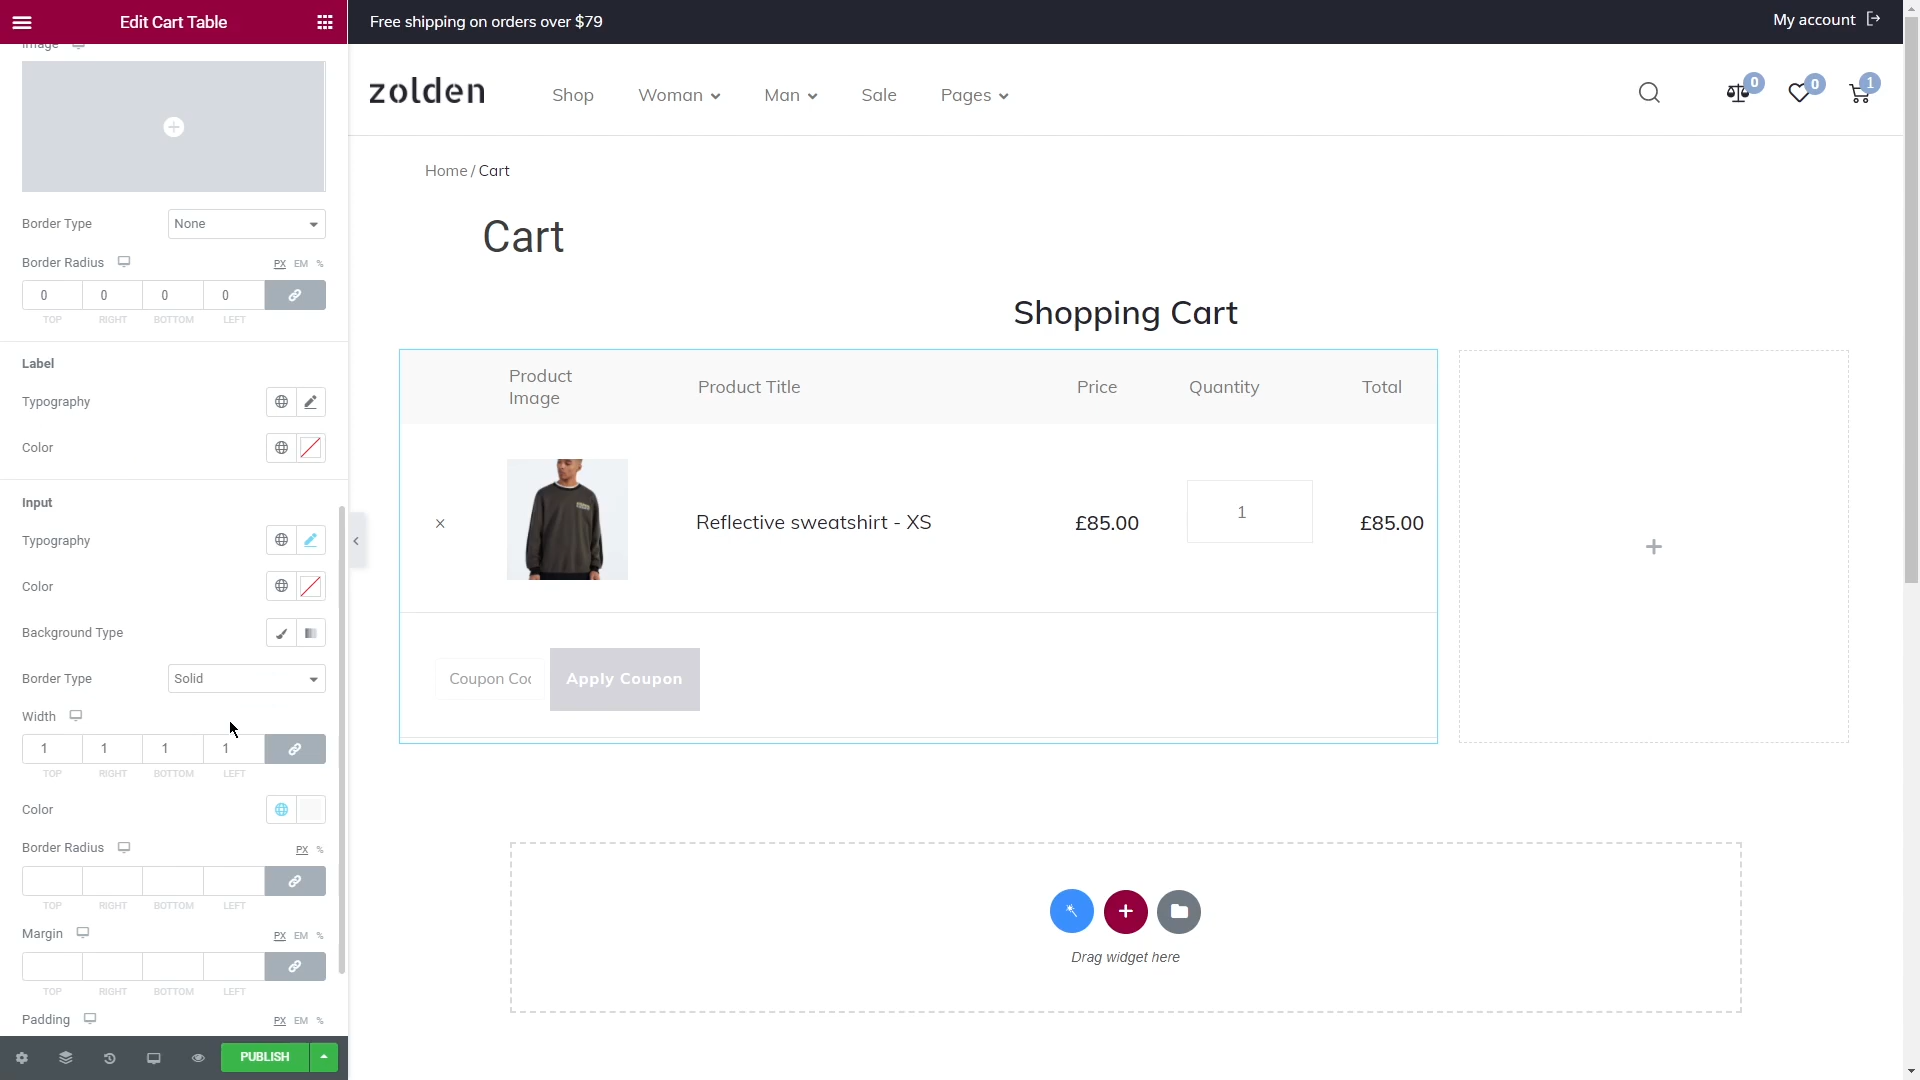 Edit Cart Table
Image
Border Type
None
Border Radius
PX EM %
0 0 0 0
TOP RIGHT BOTTOM LEFT
Label
Typography
Color
Input
Typography
Color
Background Type
Border Type
Solid
Width
1 1 1 1
TOP RIGHT BOTTOM LEFT
Color
Border Radius
PX %
TOP RIGHT BOTTOM LEFT
Margin
PX EM %
TOP RIGHT BOTTOM LEFT
Padding
PX EM %
PUBLISH
Free shipping on orders over $79
My account
zolden
Shop Woman Man Sale Pages
0 0 1
Home / Cart
Cart
Shopping Cart
Product
Image
Product Title
Price
Quantity
Total
×
Reflective sweatshirt - XS
£85.00
1
£85.00
Coupon Coc
Apply Coupon
Drag widget here